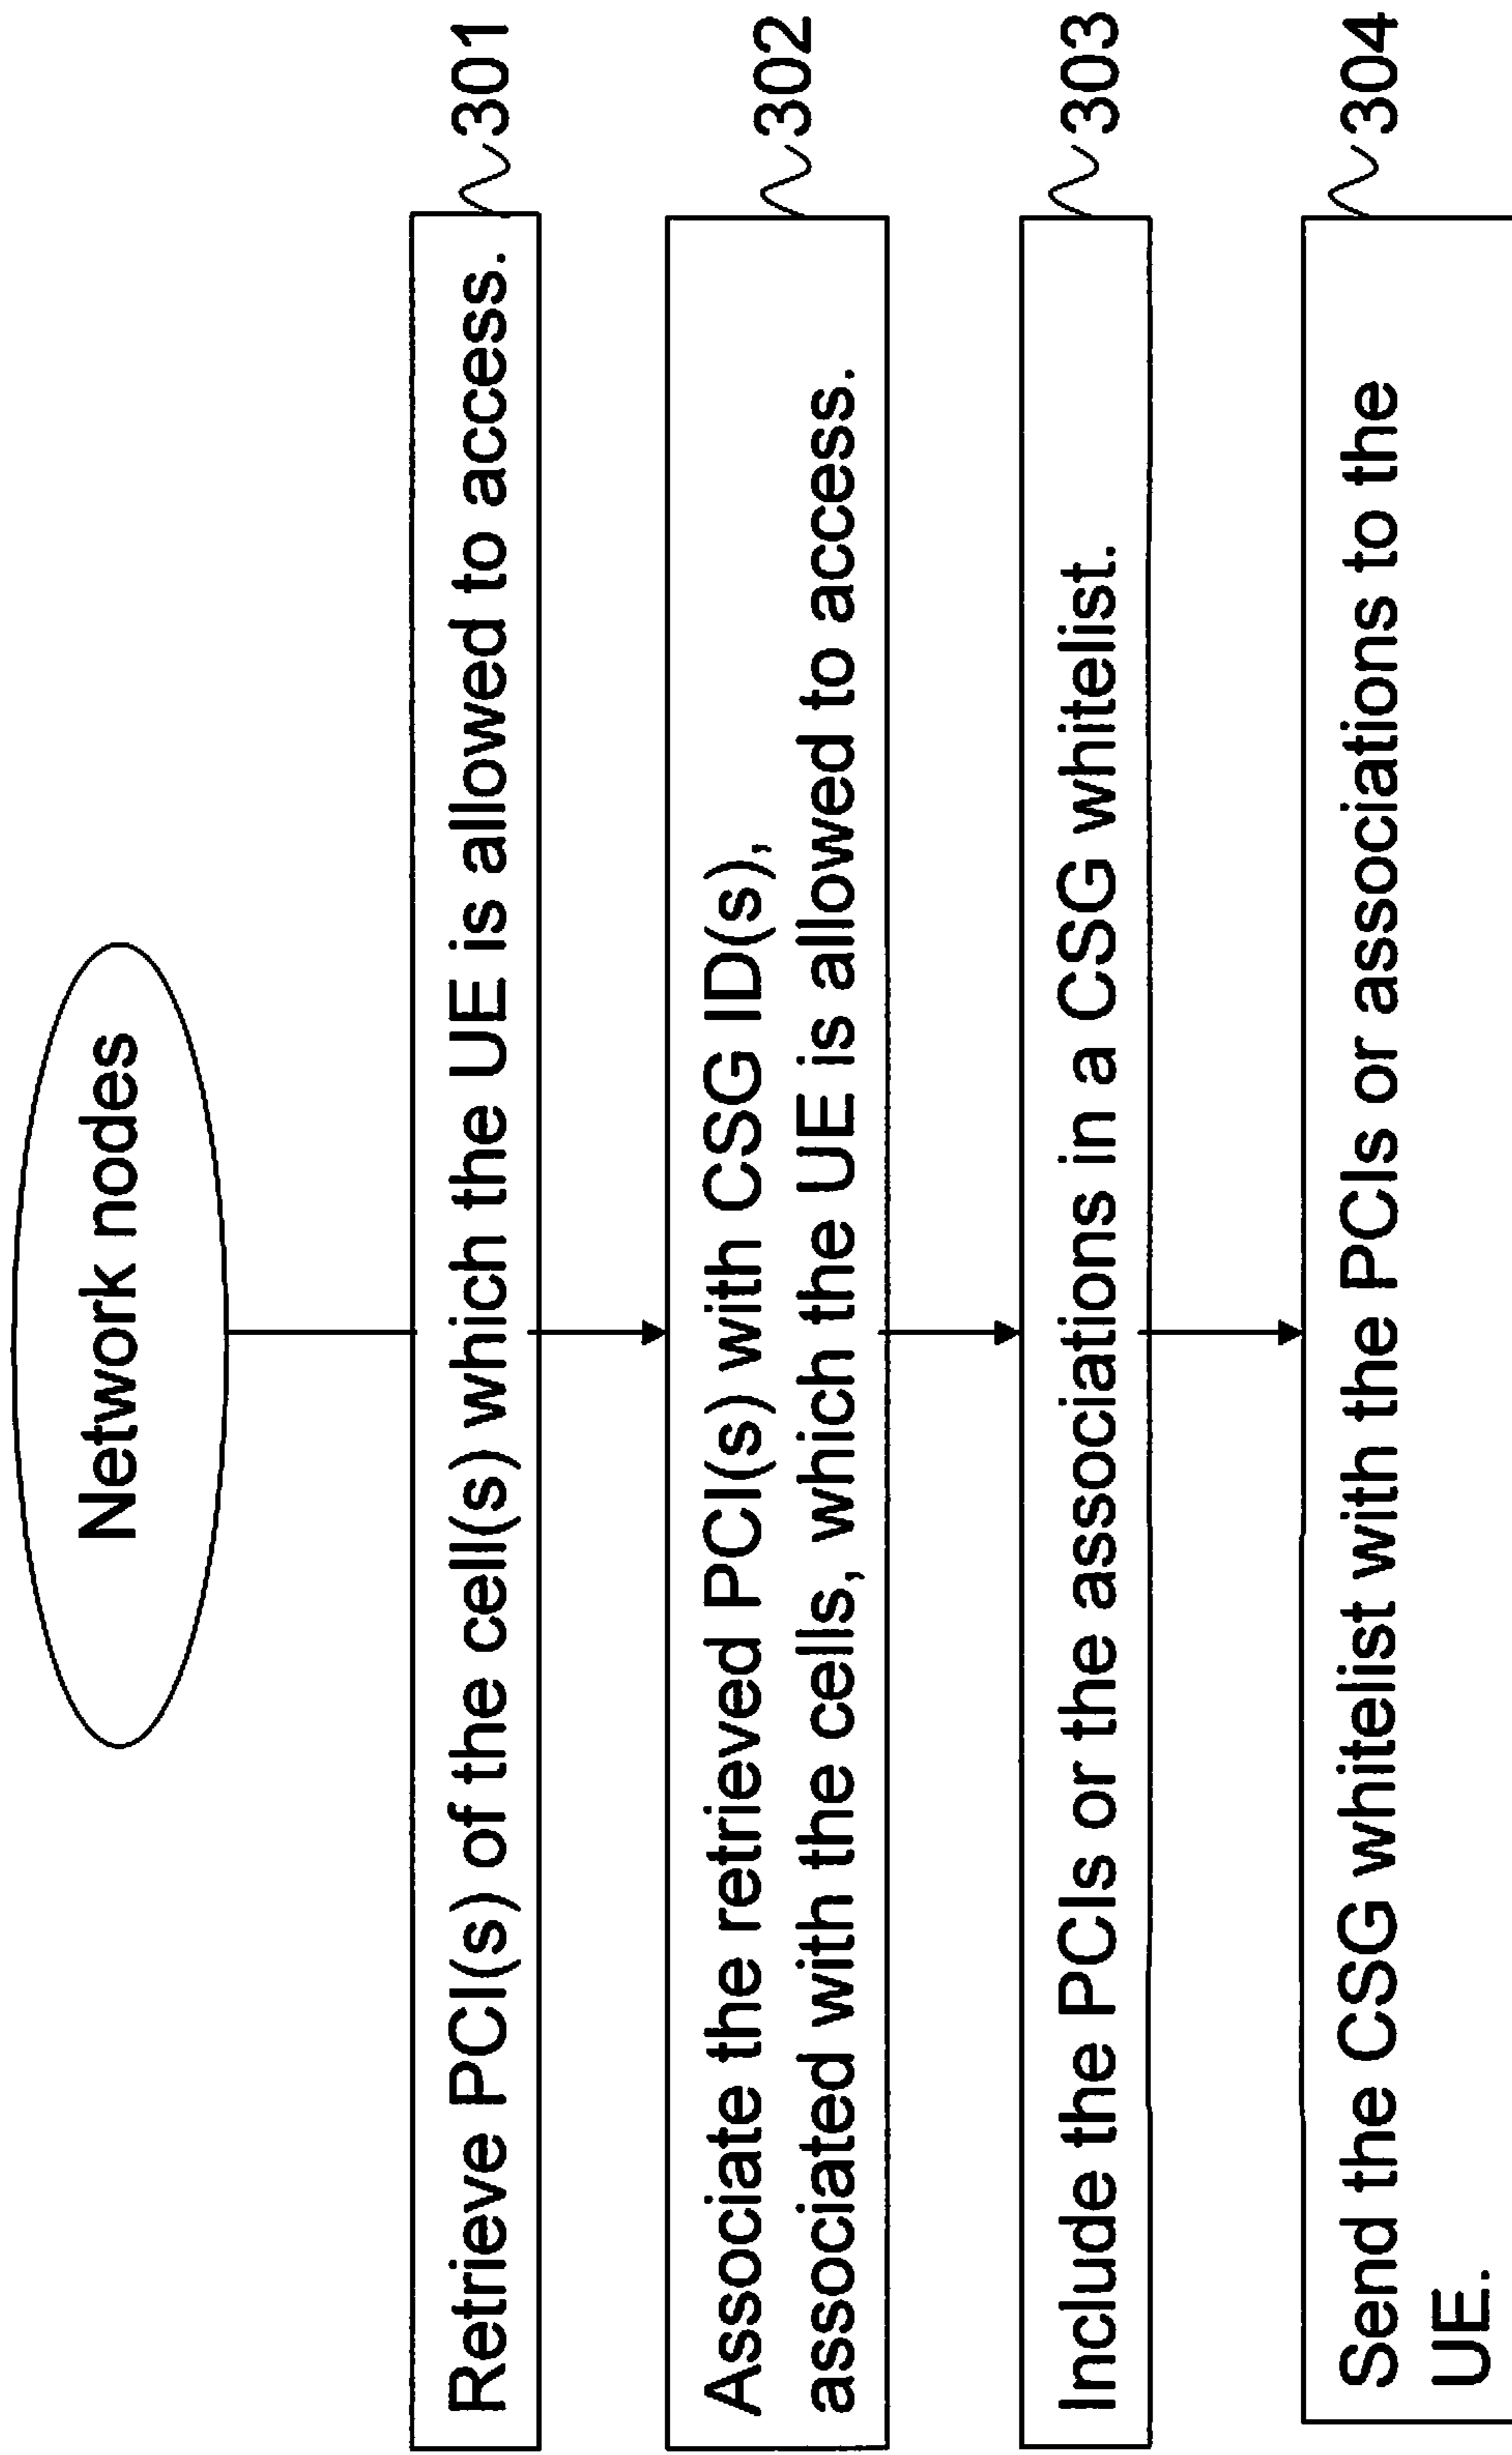 Network nodes
Retrieve PCI(s) of the cell(s) which the UE is allowed to access.
301
Associate the retrieved PCI(s) with CSG ID(s),
associated with the cells, which the UE is allowed to access.
302
Include the PCIs or the associations in a CSG whitelist.
303
Send the CSG whitelist with the PCIs or associations to the
UE.
304